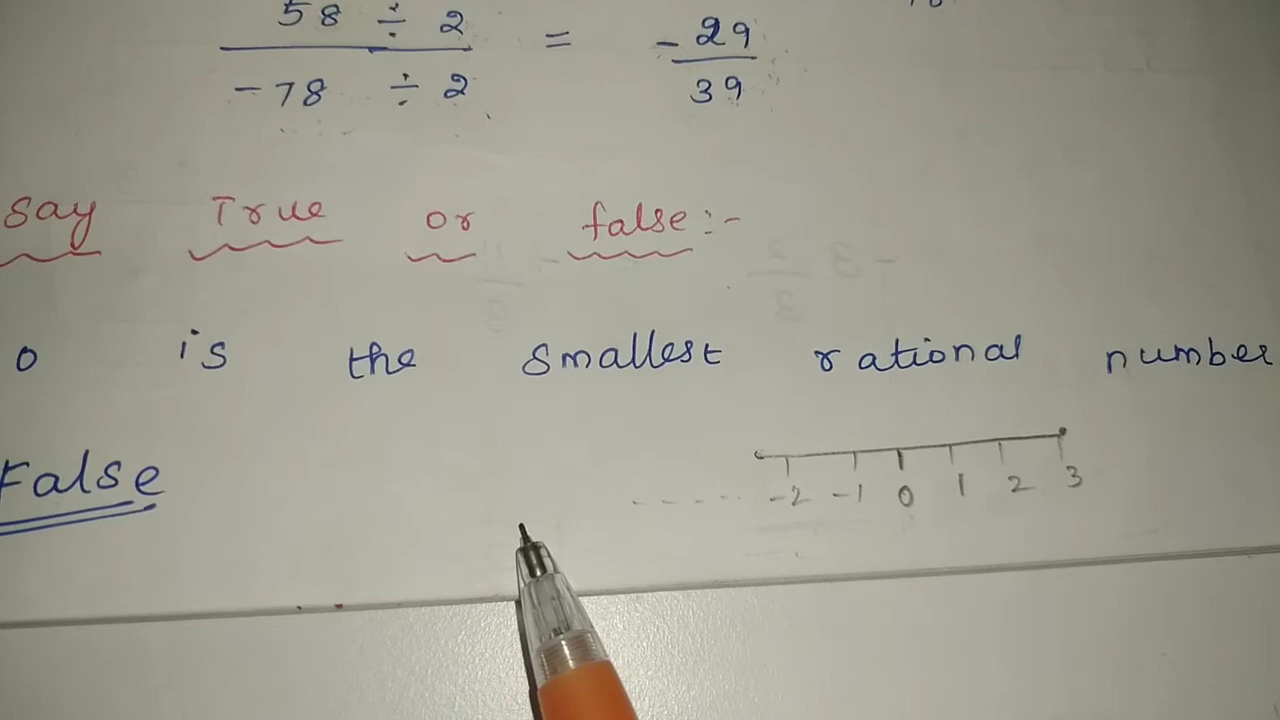 58 ÷ 2 = - 29
-78 ÷ 2 39
Say True or false:-
0 is the smallest rational number
False
----- -2 -1 0 1 2 3